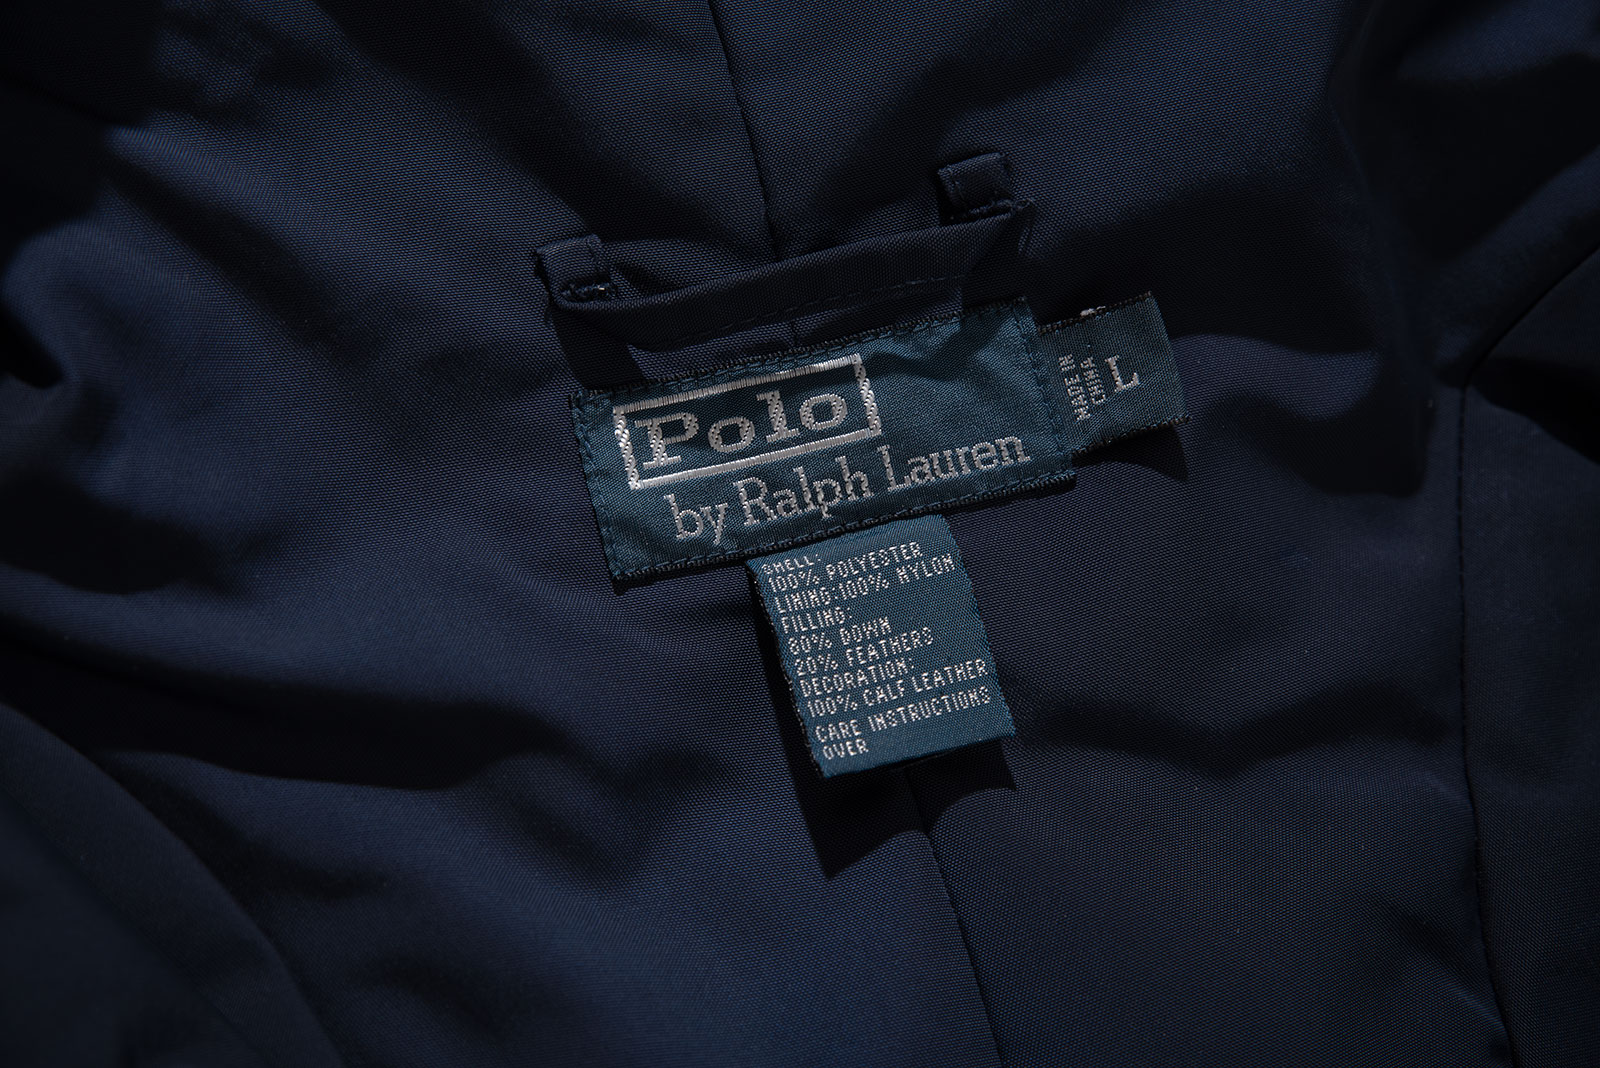 Polo
by Ralph Lauren
MADE IN
CHINA
L
SHELL:
100% POLYESTER
LINING:100% NYLON
FILLING:
80% DOWN
20% FEATHERS
DECORATION:
100% CALF LEATHER
CARE INSTRUCTIONS
OVER